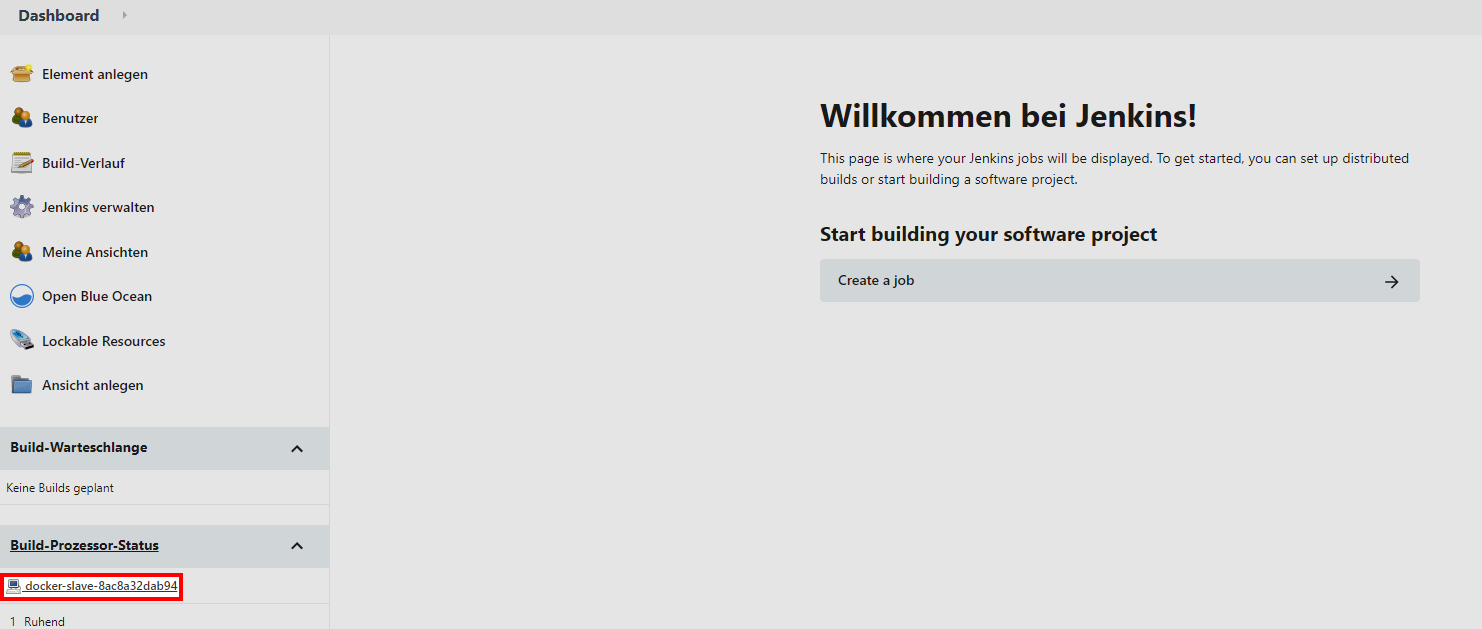 Dashboard
Element anlegen
Benutzer
Build-Verlauf
Jenkins verwalten
Meine Ansichten
Open Blue Ocean
Lockable Resources
Ansicht anlegen
Build-Warteschlange
Keine Builds geplant
Build-Prozessor-Status
docker-slave-8ac8a32dab94
1 Ruhend
Willkommen bei Jenkins!
This page is where your Jenkins jobs will be displayed. To get started, you can set up distributed
builds or start building a software project.
Start building your software project
Create a job